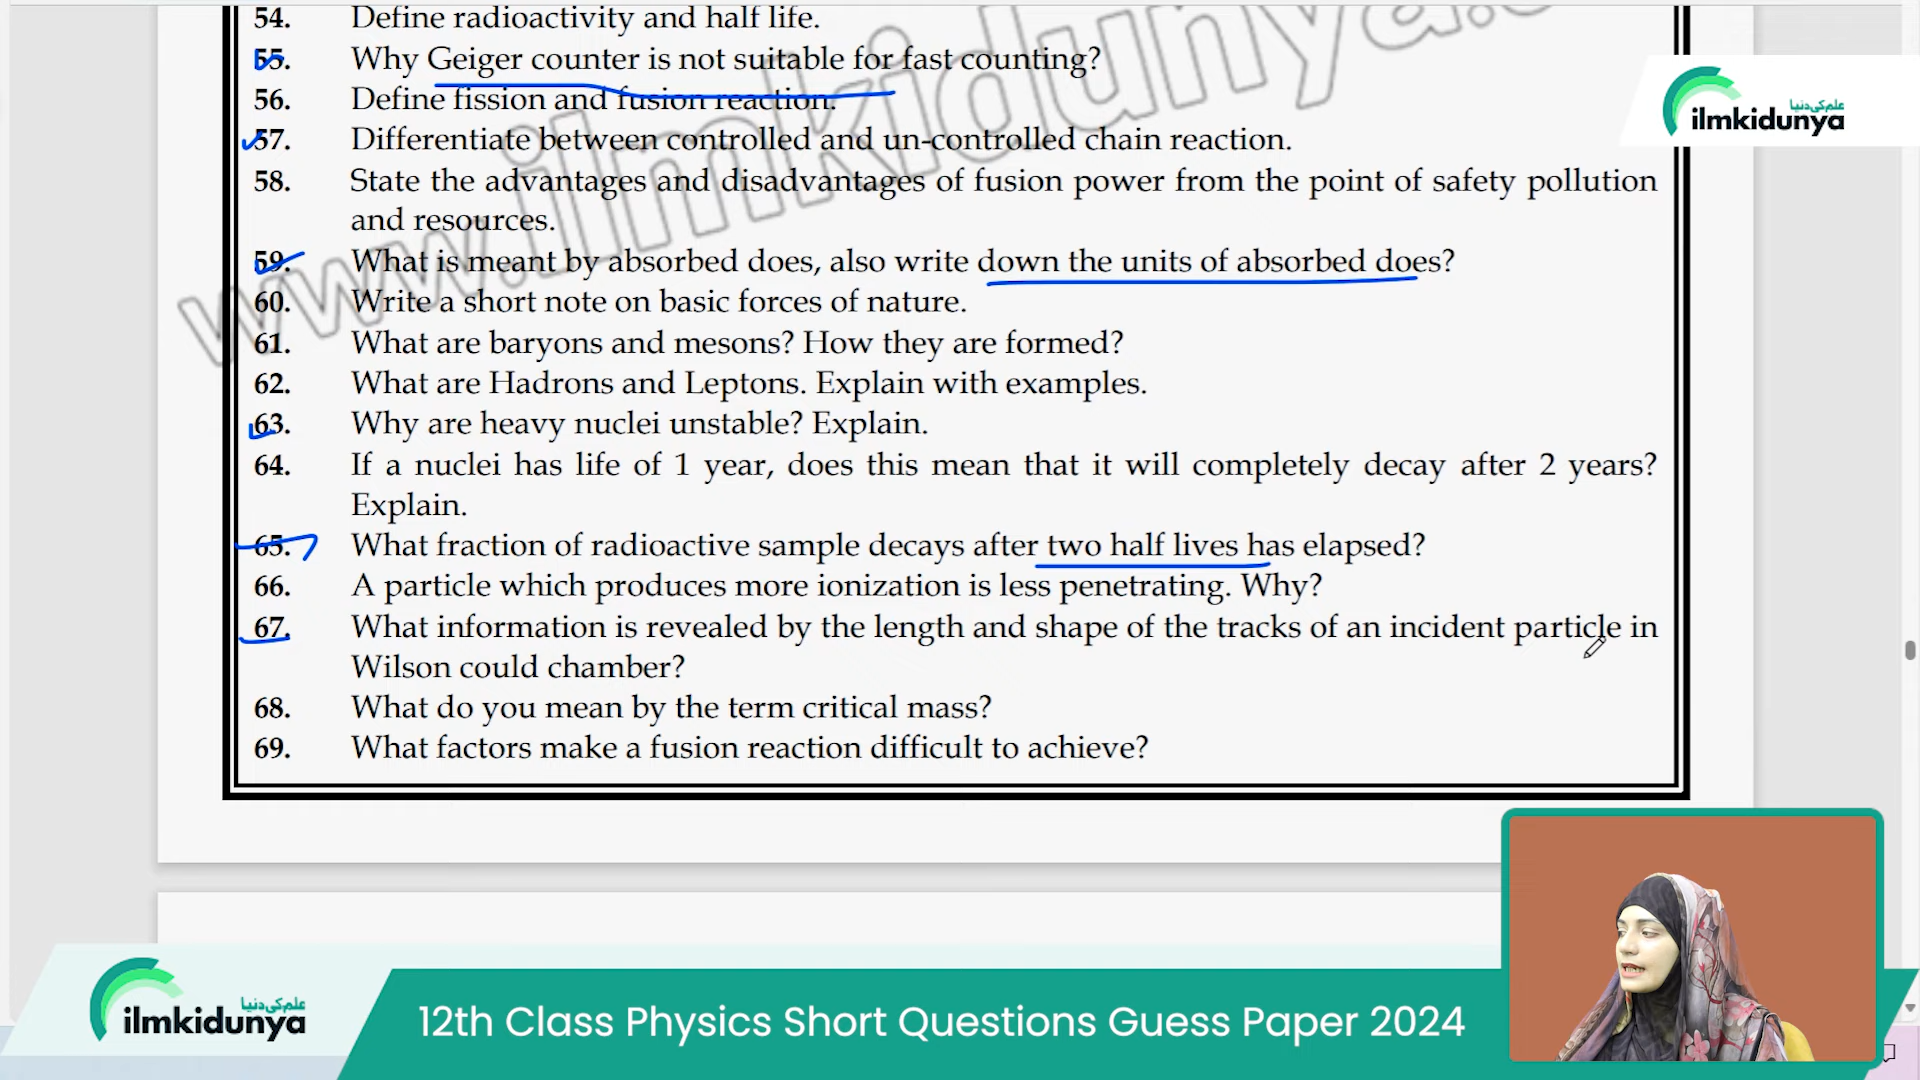 54. Define radioactivity and half life.
55. Why Geiger counter is not suitable for fast counting?
56. Define fission and fusion reaction.
57. Differentiate between controlled and un-controlled chain reaction.
58. State the advantages and disadvantages of fusion power from the point of safety pollution
and resources.
59. What is meant by absorbed does, also write down the units of absorbed does?
60. Write a short note on basic forces of nature.
61. What are baryons and mesons? How they are formed?
62. What are Hadrons and Leptons. Explain with examples.
63. Why are heavy nuclei unstable? Explain.
64. If a nuclei has life of 1 year, does this mean that it will completely decay after 2 years?
Explain.
65. What fraction of radioactive sample decays after two half lives has elapsed?
66. A particle which produces more ionization is less penetrating. Why?
67. What information is revealed by the length and shape of the tracks of an incident particle in
Wilson could chamber?
68. What do you mean by the term critical mass?
69. What factors make a fusion reaction difficult to achieve?
www.ilmkidunya.c
علم کی دنیا
ilmkidunya
علم کی دنیا
ilmkidunya
12th Class Physics Short Questions Guess Paper 2024